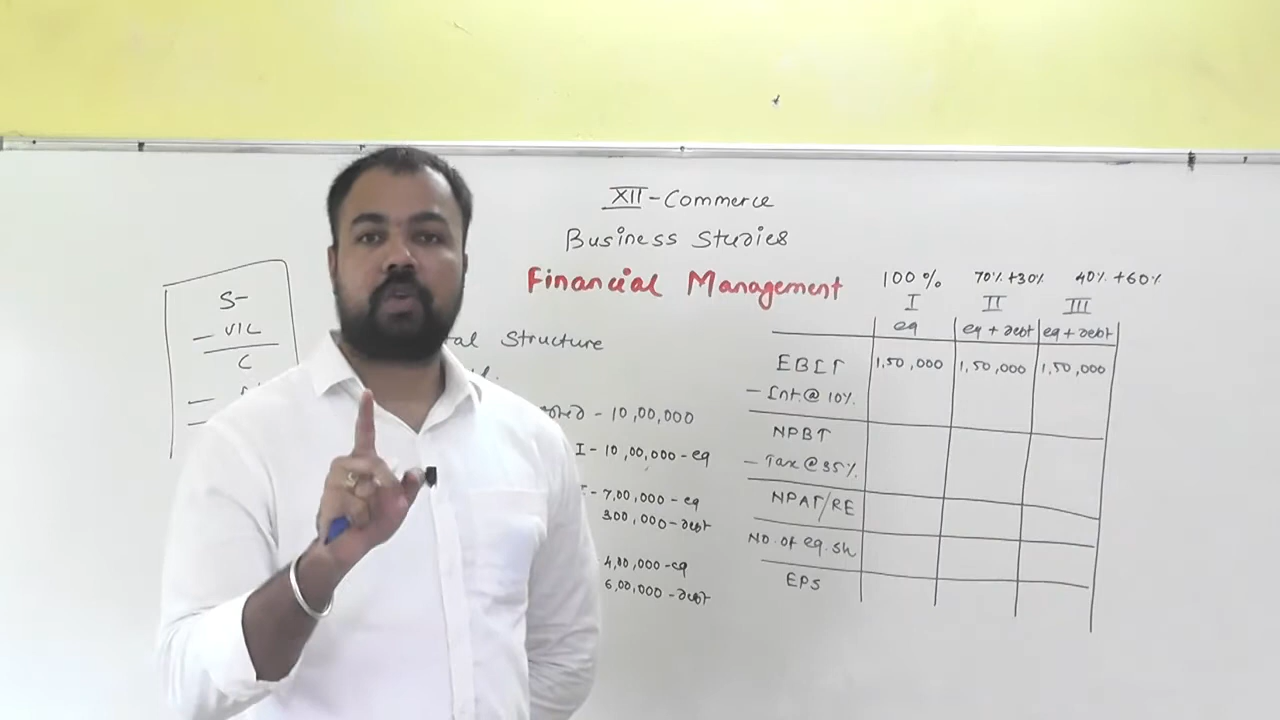 XII-Commerce
Business Studies
Financial Management
S-
- V/C
C
Structure
- 10,00,000
I - 10,00,000 - eq
- 7,00,000 - eq
300,000 - debt
- 4,00,000 - eq
6,00,000 - debt
100% 70% +30% 40% +60%
I II III
eq eq + debt eq + debt
EBIT 1,50,000 1,50,000 1,50,000
- Int.@ 10%.
NPBT
- Tax @ 35%.
NPAT/RE
No. of eq. sh
EPS